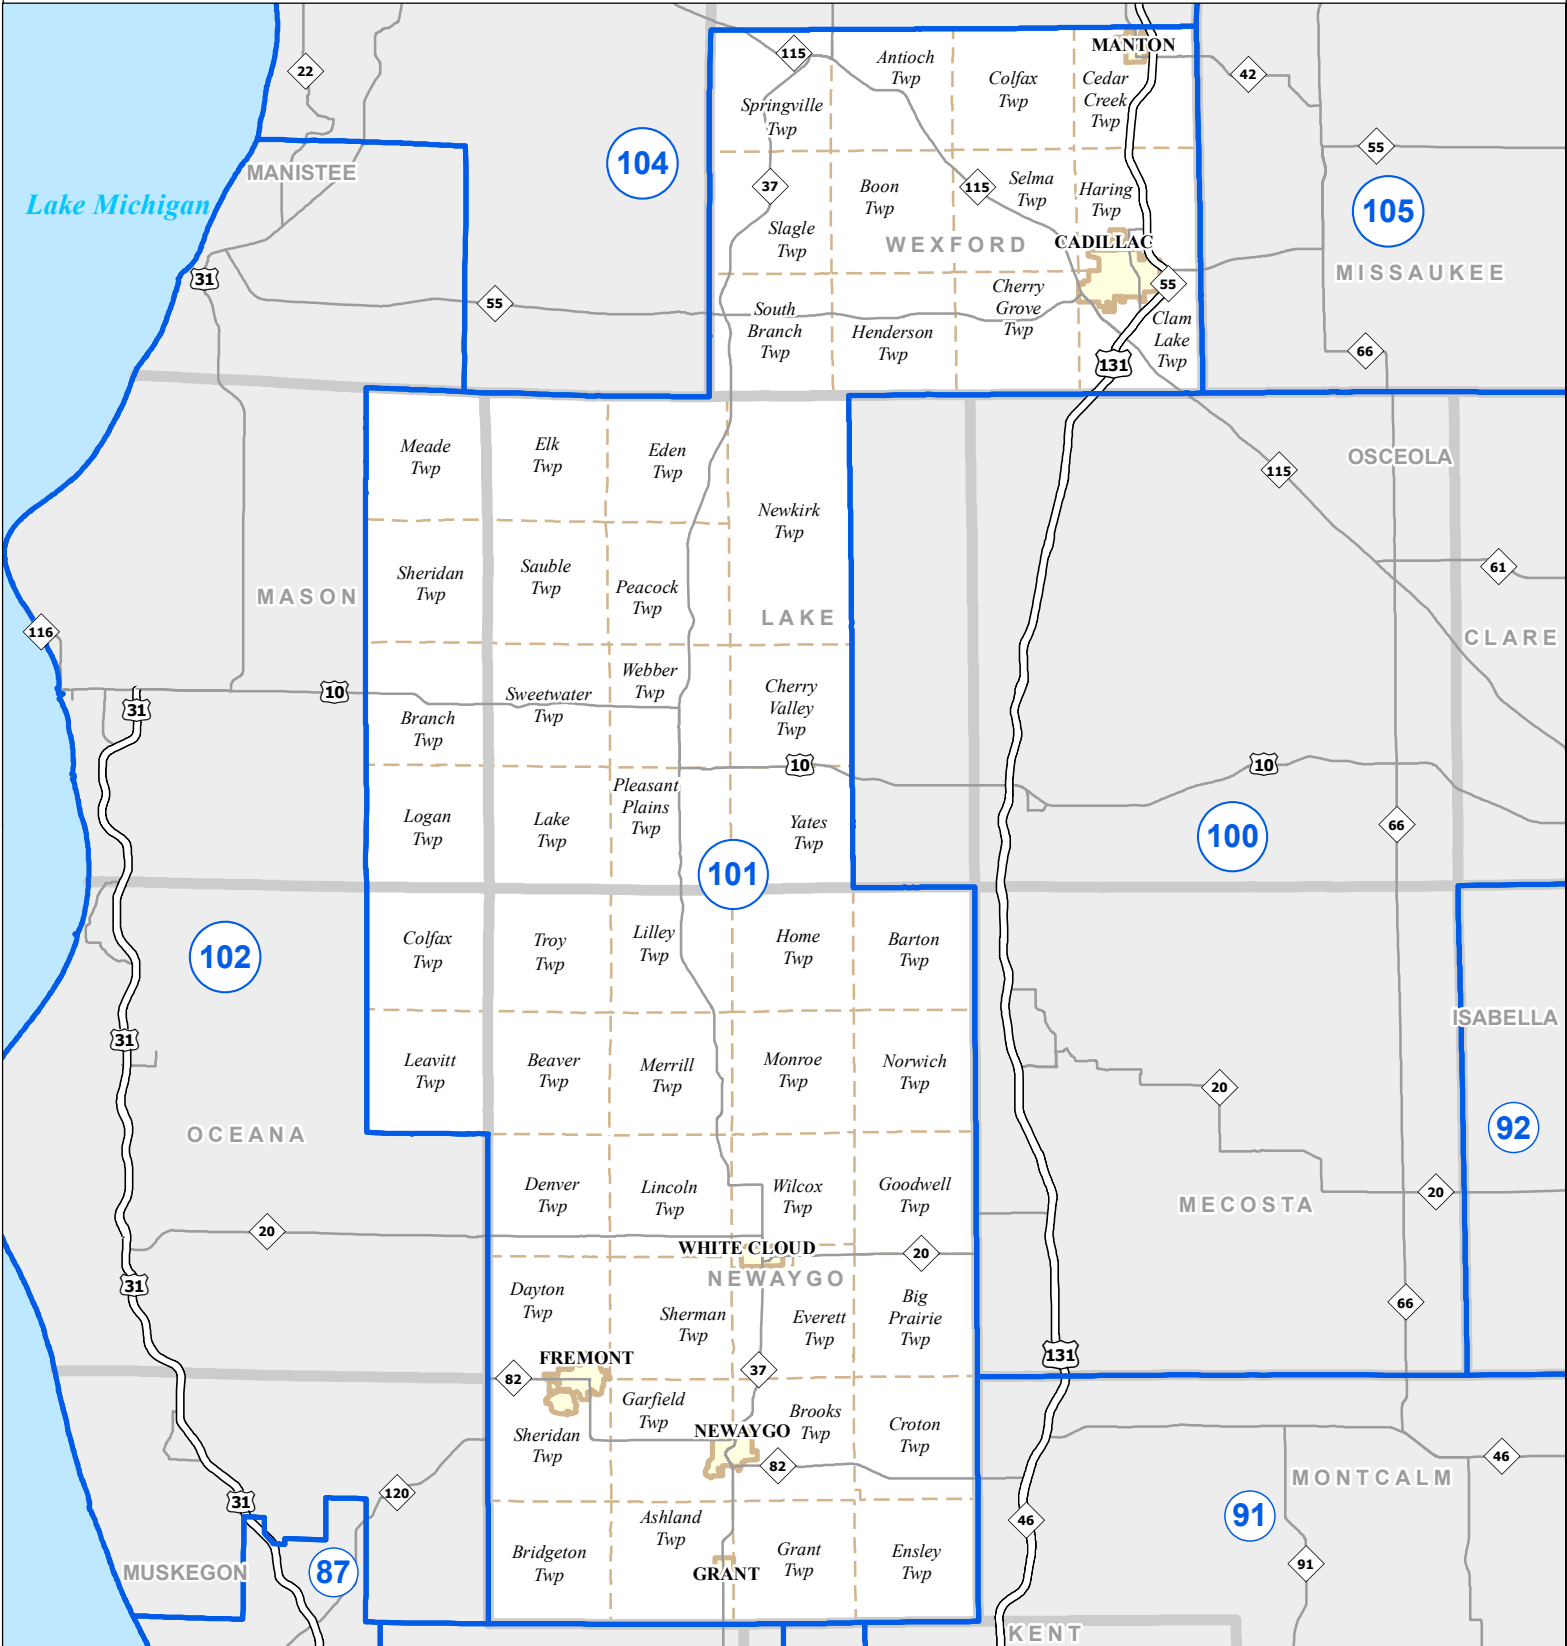 22
115
Antioch
Twp
Colfax
Twp
MANTON
Cedar
Creek
Twp
42
Springville
Twp
104
55
MANISTEE
Lake Michigan
37
Boon
Twp
115
Selma
Twp
Haring
Twp
105
Slagle
Twp
WEXFORD
CADILLAC
MISSAUKEE
31
55
55
South
Branch
Twp
Henderson
Twp
Cherry
Grove
Twp
Clam
Lake
Twp
131
66
Meade
Twp
Elk
Twp
Eden
Twp
OSCEOLA
115
Newkirk
Twp
Sheridan
Twp
Sauble
Twp
Peacock
Twp
61
MASON
LAKE
116
CLARE
10
31
Sweetwater
Twp
Webber
Twp
Cherry
Valley
Twp
Branch
Twp
10
10
Logan
Twp
Lake
Twp
Pleasant
Plains
Twp
Yates
Twp
100
66
101
102
Colfax
Twp
Troy
Twp
Lilley
Twp
Home
Twp
Barton
Twp
31
ISABELLA
Leavitt
Twp
Beaver
Twp
Merrill
Twp
Monroe
Twp
Norwich
Twp
20
OCEANA
92
Denver
Twp
Lincoln
Twp
Wilcox
Twp
Goodwell
Twp
MECOSTA
20
20
WHITE CLOUD
20
NEWAYGO
31
Dayton
Twp
Sherman
Twp
Everett
Twp
Big
Prairie
Twp
66
FREMONT
131
82
37
Garfield
Twp
Brooks
Twp
Croton
Twp
Sheridan
Twp
NEWAYGO
82
46
MONTCALM
120
31
91
46
Ashland
Twp
Bridgeton
Twp
GRANT
Grant
Twp
Ensley
Twp
91
MUSKEGON
87
KENT